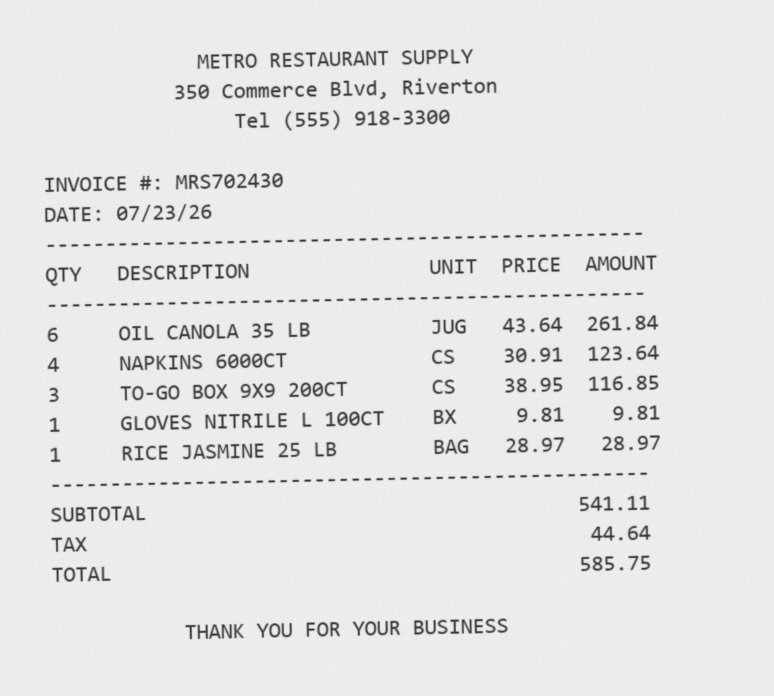 METRO RESTAURANT SUPPLY
350 Commerce Blvd, Riverton
Tel (555) 918-3300
INVOICE #: MRS702430
DATE: 07/23/26
--------------------------------------------------
QTY DESCRIPTION UNIT PRICE AMOUNT
--------------------------------------------------
6 OIL CANOLA 35 LB JUG 43.64 261.84
4 NAPKINS 6000CT CS 30.91 123.64
3 TO-GO BOX 9X9 200CT CS 38.95 116.85
1 GLOVES NITRILE L 100CT BX 9.81 9.81
1 RICE JASMINE 25 LB BAG 28.97 28.97
--------------------------------------------------
SUBTOTAL 541.11
TAX 44.64
TOTAL 585.75
THANK YOU FOR YOUR BUSINESS